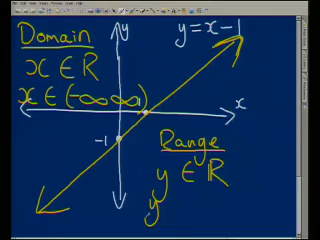 Domain
x ∈ R
x ∈ (-∞ ∞)
y
y = x - 1
x
-1
Range
y ∈ ℝ
y